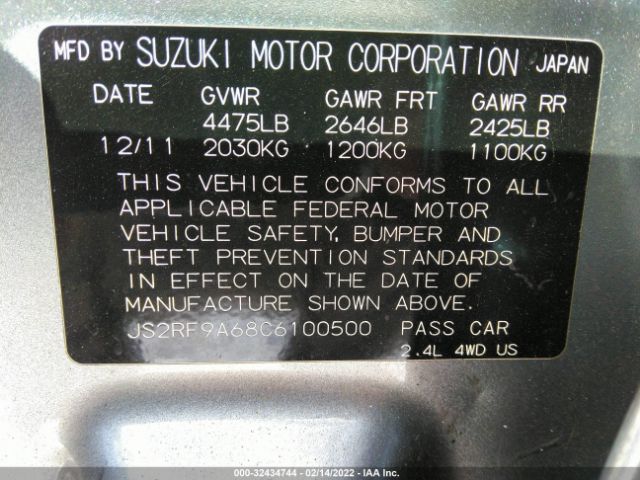 MFD BY SUZUKI MOTOR CORPORATION JAPAN
DATE GVWR GAWR FRT GAWR RR
4475LB 2646LB 2425LB
12/11 2030KG 1200KG 1100KG
THIS VEHICLE CONFORMS TO ALL
APPLICABLE FEDERAL MOTOR
VEHICLE SAFETY, BUMPER AND
THEFT PREVENTION STANDARDS
IN EFFECT ON THE DATE OF
MANUFACTURE SHOWN ABOVE.
JS2RF9A68C6100500 PASS CAR
2.4L 4WD US
000-32434744 - 02/14/2022 - IAA Inc.